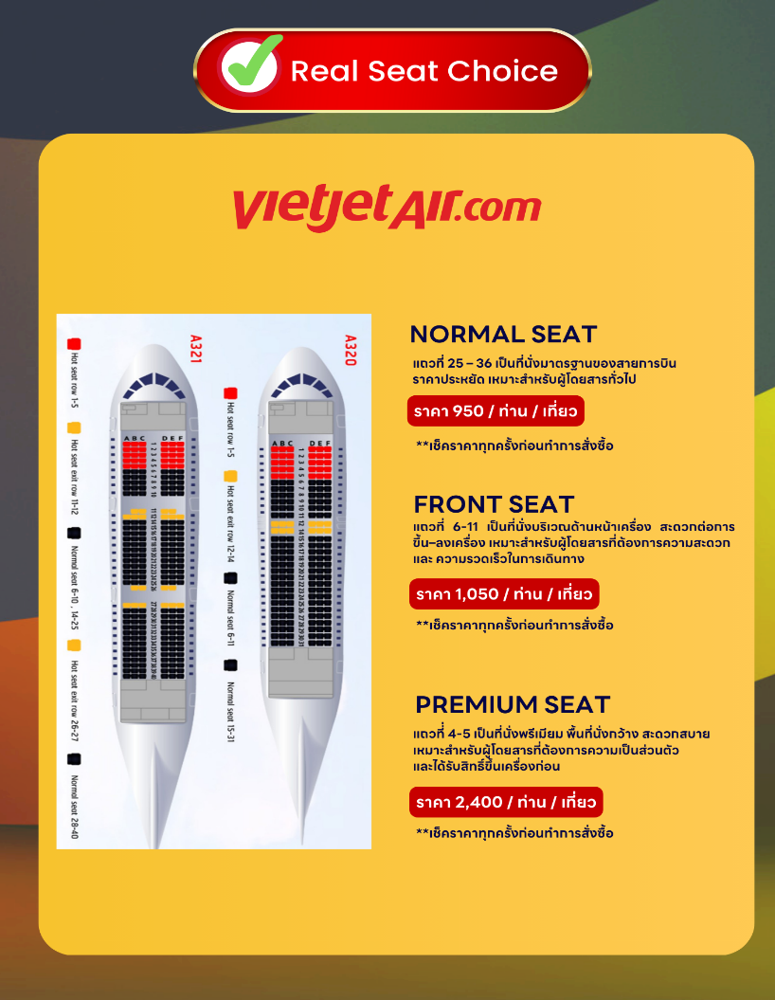 Real Seat Choice
vietjetAir.com
A321
A320
Hot seat row 1-5
Hot seat exit row 11-12
Normal seat 6-10 , 14-25
Hot seat exit row 26-27
Normal seat 28-40
Hot seat row 1-5
Hot seat exit row 12-14
Normal seat 6-11
Normal seat 15-31
A B C D E F
A B C D E F
NORMAL SEAT
แถวที่ 25 – 36 เป็นที่นั่งมาตรฐานของสายการบิน
ราคาประหยัด เหมาะสำหรับผู้โดยสารทั่วไป
ราคา 950 / ท่าน / เที่ยว
**เช็คราคาทุกครั้งก่อนทำการสั่งซื้อ
FRONT SEAT
แถวที่ 6-11 เป็นที่นั่งบริเวณด้านหน้าเครื่อง สะดวกต่อการ
ขึ้น–ลงเครื่อง เหมาะสำหรับผู้โดยสารที่ต้องการความสะดวก
และ ความรวดเร็วในการเดินทาง
ราคา 1,050 / ท่าน / เที่ยว
**เช็คราคาทุกครั้งก่อนทำการสั่งซื้อ
PREMIUM SEAT
แถวที่ 4-5 เป็นที่นั่งพรีเมียม พื้นที่นั่งกว้าง สะดวกสบาย
เหมาะสำหรับผู้โดยสารที่ต้องการความเป็นส่วนตัว
และได้รับสิทธิ์ขึ้นเครื่องก่อน
ราคา 2,400 / ท่าน / เที่ยว
**เช็คราคาทุกครั้งก่อนทำการสั่งซื้อ